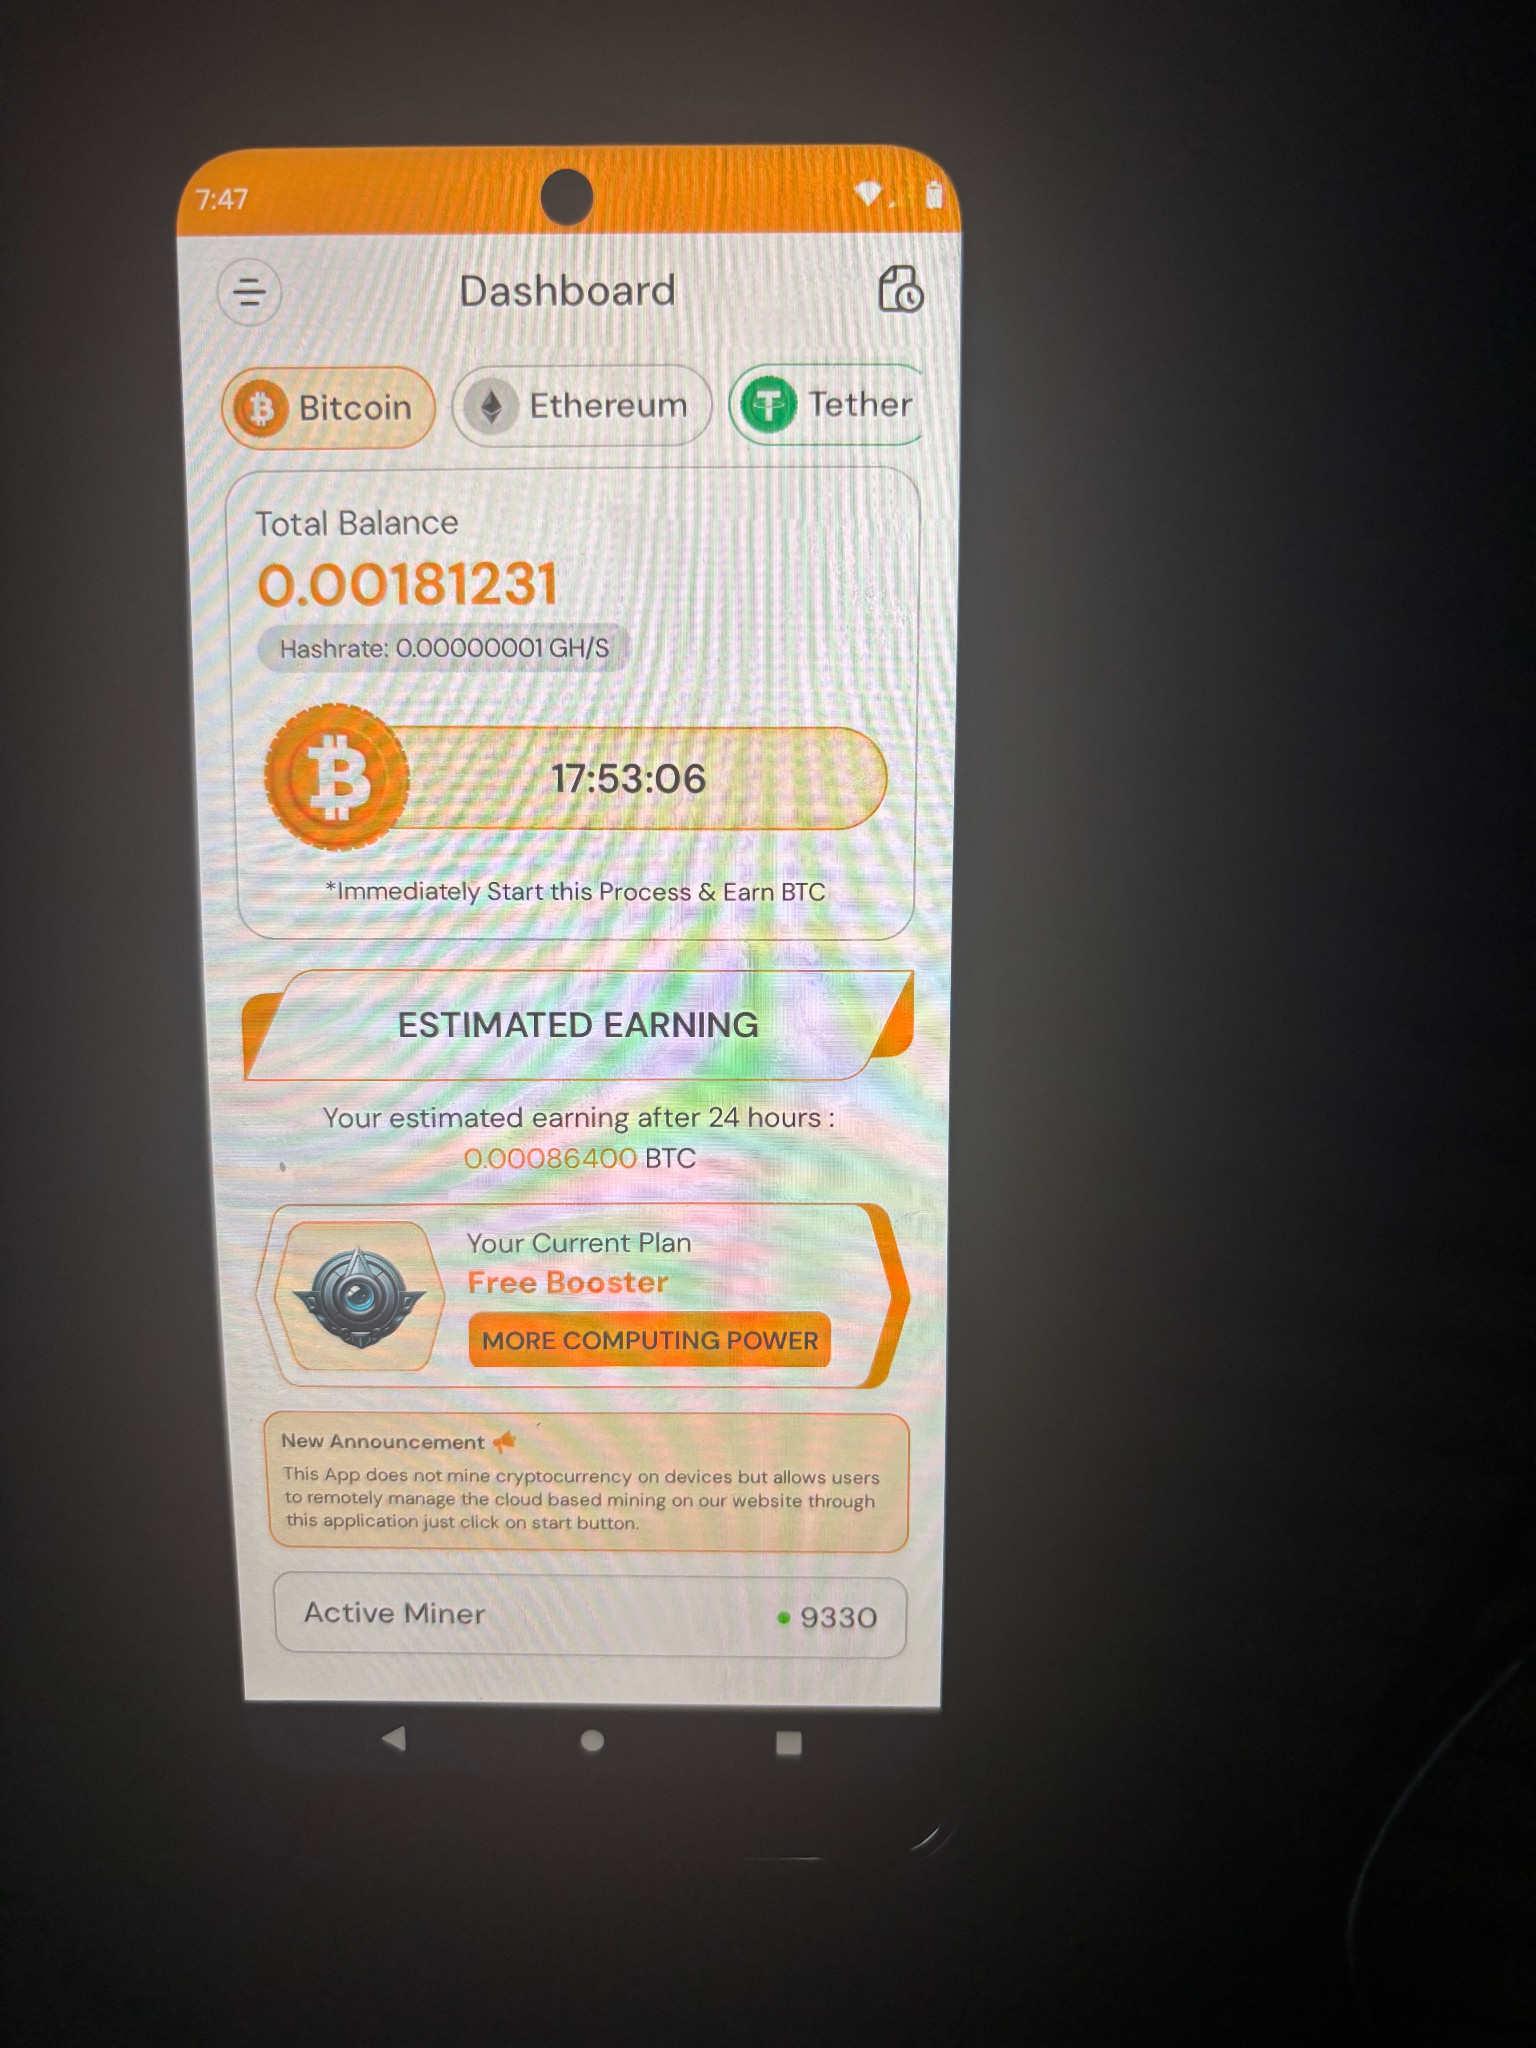 7:47
Dashboard
Bitcoin
Ethereum
Tether
Total Balance
0.00181231
Hashrate: 0.00000001 GH/S
17:53:06
*Immediately Start this Process & Earn BTC
ESTIMATED EARNING
Your estimated earning after 24 hours :
0.00086400 BTC
Your Current Plan
Free Booster
MORE COMPUTING POWER
New Announcement
This App does not mine cryptocurrency on devices but allows users
to remotely manage the cloud based mining on our website through
this application just click on start button.
Active Miner
9330